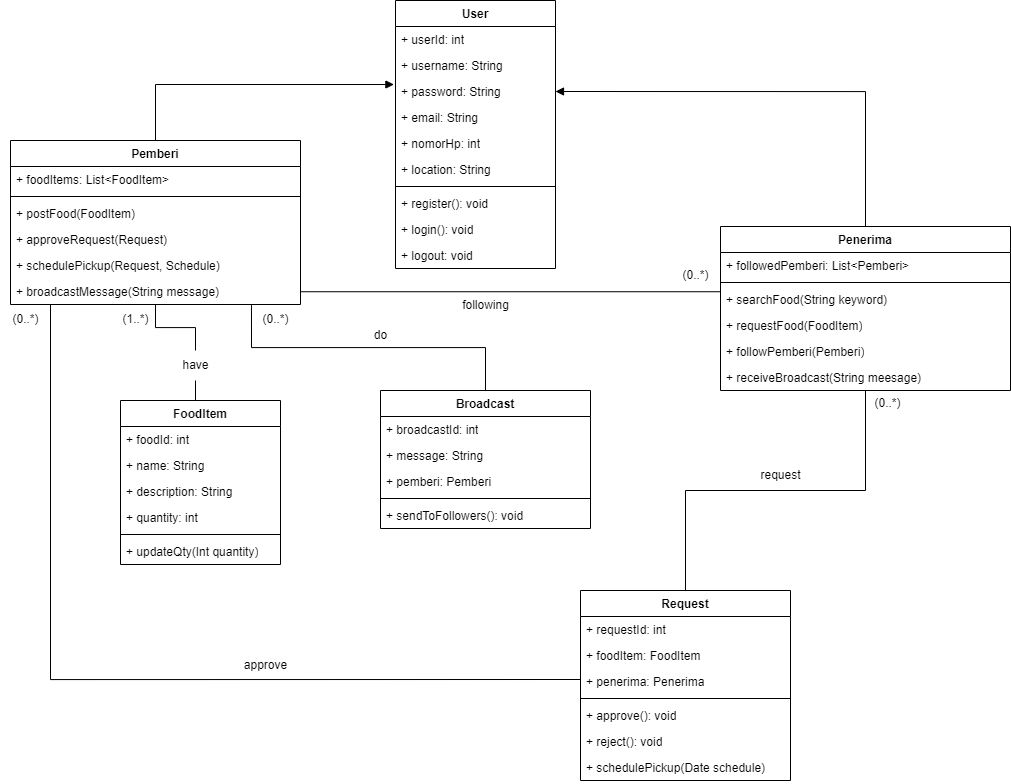 User
+ userId: int
+ username: String
+ password: String
+ email: String
+ nomorHp: int
+ location: String
+ register(): void
+ login(): void
+ logout: void
Pemberi
+ foodItems: List<FoodItem>
+ postFood(FoodItem)
+ approveRequest(Request)
+ schedulePickup(Request, Schedule)
+ broadcastMessage(String message)
Penerima
+ followedPemberi: List<Pemberi>
+ searchFood(String keyword)
+ requestFood(FoodItem)
+ followPemberi(Pemberi)
+ receiveBroadcast(String meesage)
(0..*)
following
(0..*)
(1..*)
(0..*)
do
have
(0..*)
FoodItem
+ foodId: int
+ name: String
+ description: String
+ quantity: int
+ updateQty(Int quantity)
Broadcast
+ broadcastId: int
+ message: String
+ pemberi: Pemberi
+ sendToFollowers(): void
request
Request
+ requestId: int
+ foodItem: FoodItem
+ penerima: Penerima
+ approve(): void
+ reject(): void
+ schedulePickup(Date schedule)
approve